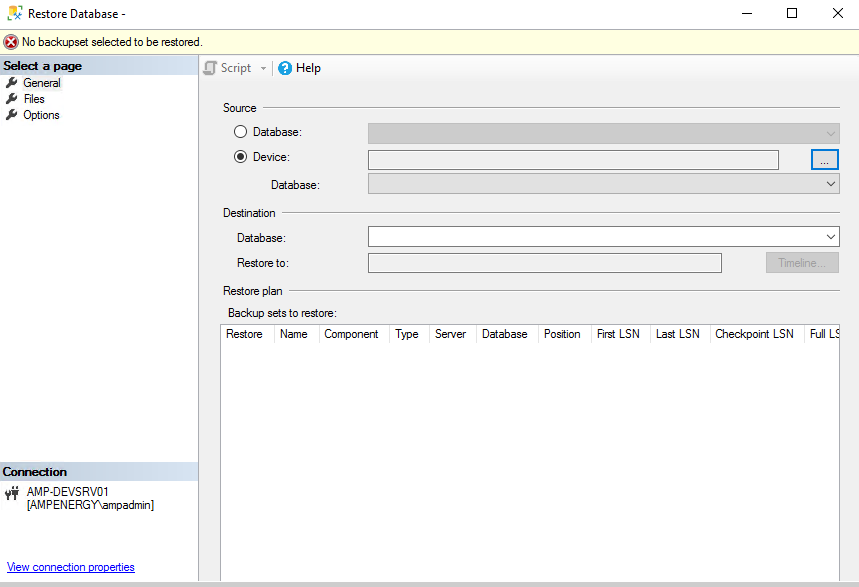 Restore Database -
No backupset selected to be restored.
Select a page
General
Files
Options
Script
Help
Source
Database:
Device:
...
Database:
Destination
Database:
Restore to:
Timeline...
Restore plan
Backup sets to restore:
Restore Name Component Type Server Database Position First LSN Last LSN Checkpoint LSN Full LS
Connection
AMP-DEVSRV01
[AMPENERGY\ampadmin]
View connection properties